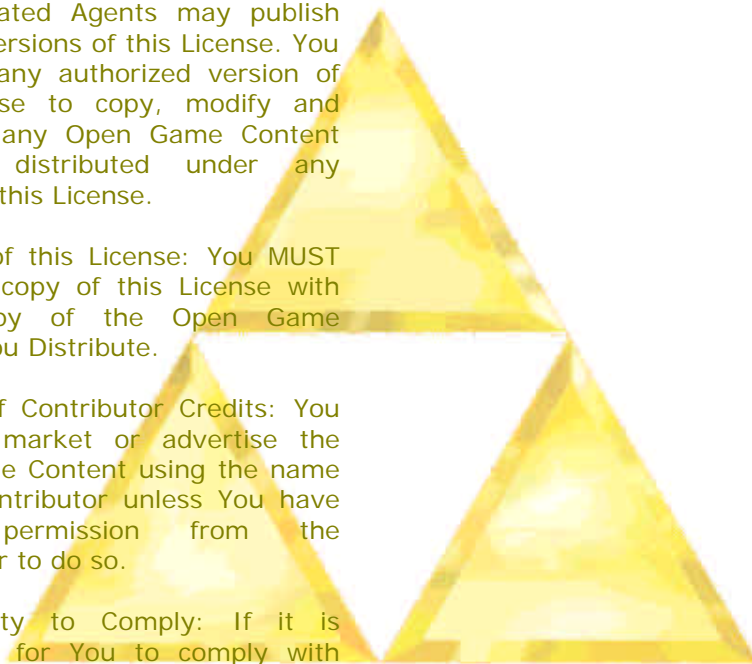 ated Agents may publish
ersions of this License. You
any authorized version of
se to copy, modify and
any Open Game Content
distributed under any
this License.
of this License: You MUST
copy of this License with
py of the Open Game
ou Distribute.
f Contributor Credits: You
market or advertise the
e Content using the name
ntributor unless You have
permission from the
r to do so.
ty to Comply: If it is
for You to comply with